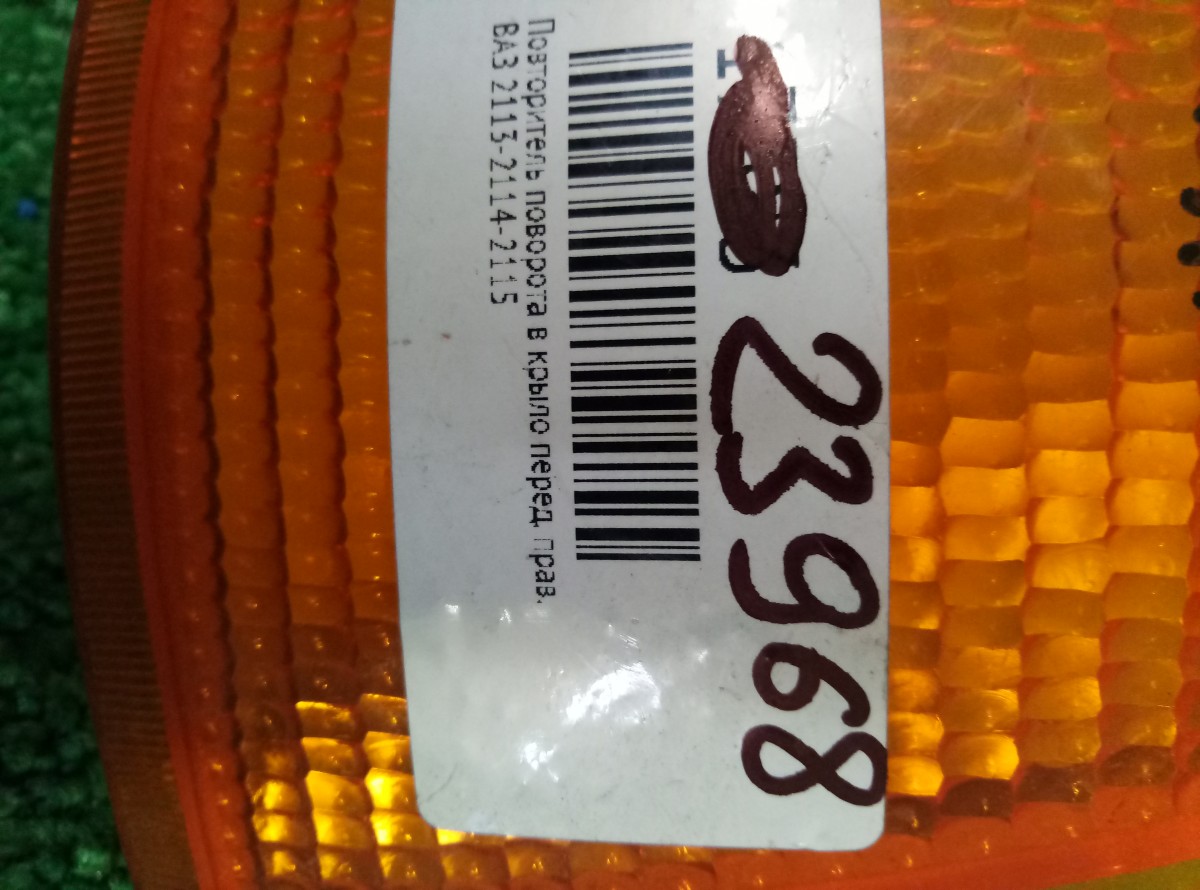 23968
Повторитель поворота в крыло перед. прав.
ВАЗ 2113-2114-2115